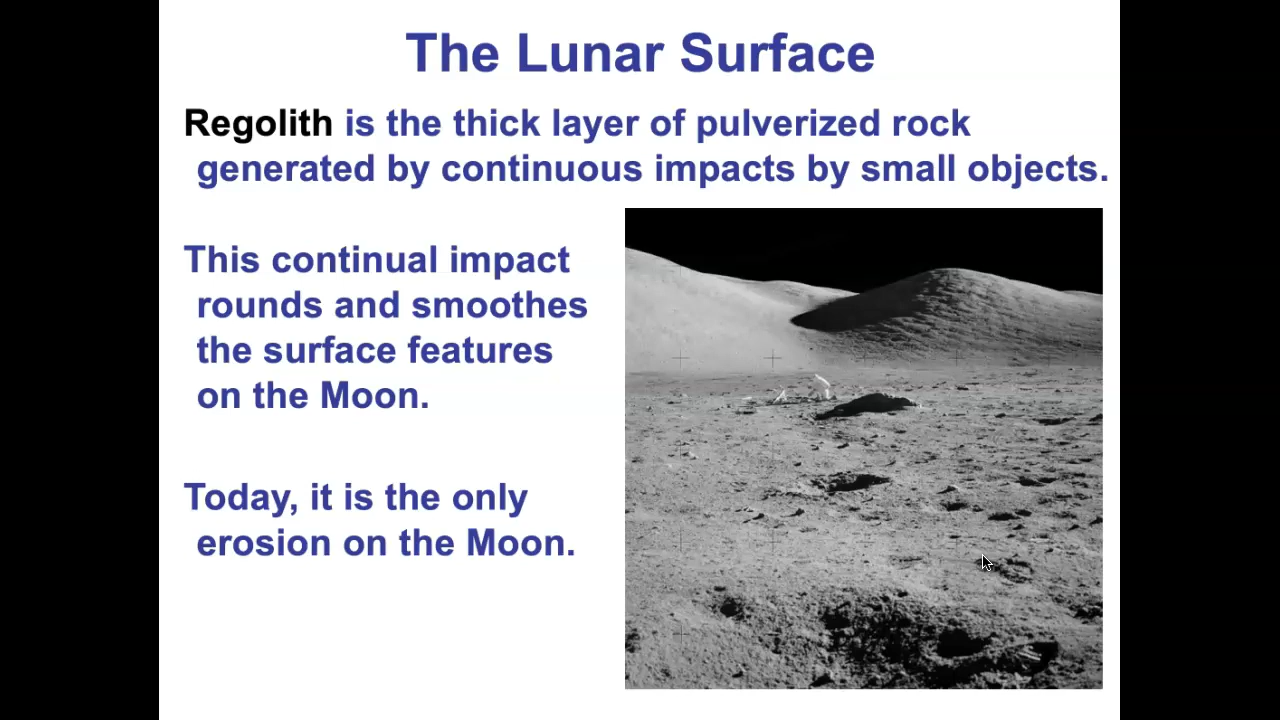 The Lunar Surface
Regolith is the thick layer of pulverized rock
generated by continuous impacts by small objects.
This continual impact
rounds and smoothes
the surface features
on the Moon.
Today, it is the only
erosion on the Moon.